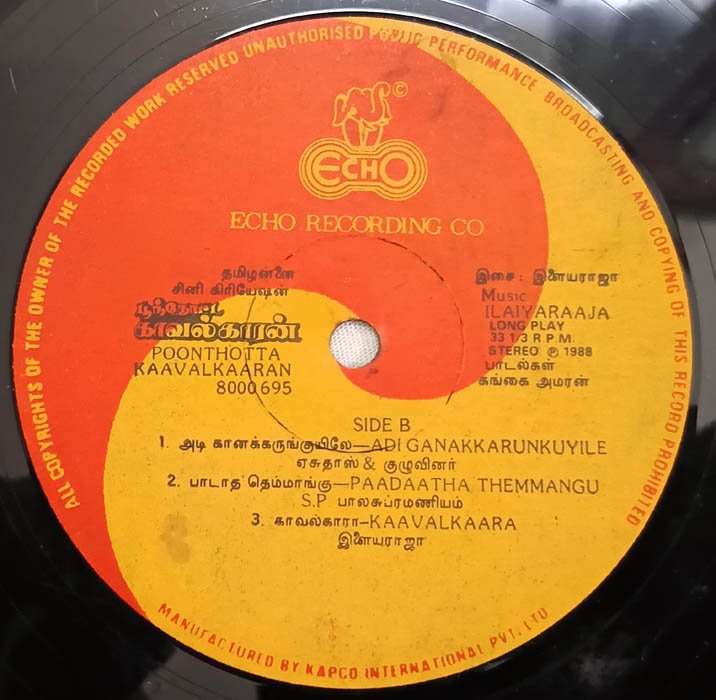 ALL COPYRIGHTS OF THE OWNER OF THE RECORDED WORK RESERVED UNAUTHORISED PUBLIC PERFORMANCE BROADCASTING AND COPYING OF THIS RECORD PROHIBITED
©
ECHO
ECHO RECORDING CO
தமிழன்னை
சினி கிரியேஷன்
பூந்தோட்ட
காவல்காரன்
POONTHOTTA
KAAVALKAARAN
8000695
இசை : இளையராஜா
Music
ILAIYARAAJA
LONG PLAY
33 1/3 R.P.M.
STEREO ℗ 1988
பாடல்கள்
கங்கை அமரன்
SIDE B
1. அடி கானக்கருங்குயிலே—ADI GANAKKARUNKUYILE
ஏசுதாஸ் & குழுவினர்
2. பாடாத தெம்மாங்கு—PAADAATHA THEMMANGU
S.P பாலசுப்ரமணியம்
3. காவல்காரா—KAAVALKAARA
இளையராஜா
MANUFACTURED BY KAPCO INTERNATIONAL PVT. LTD